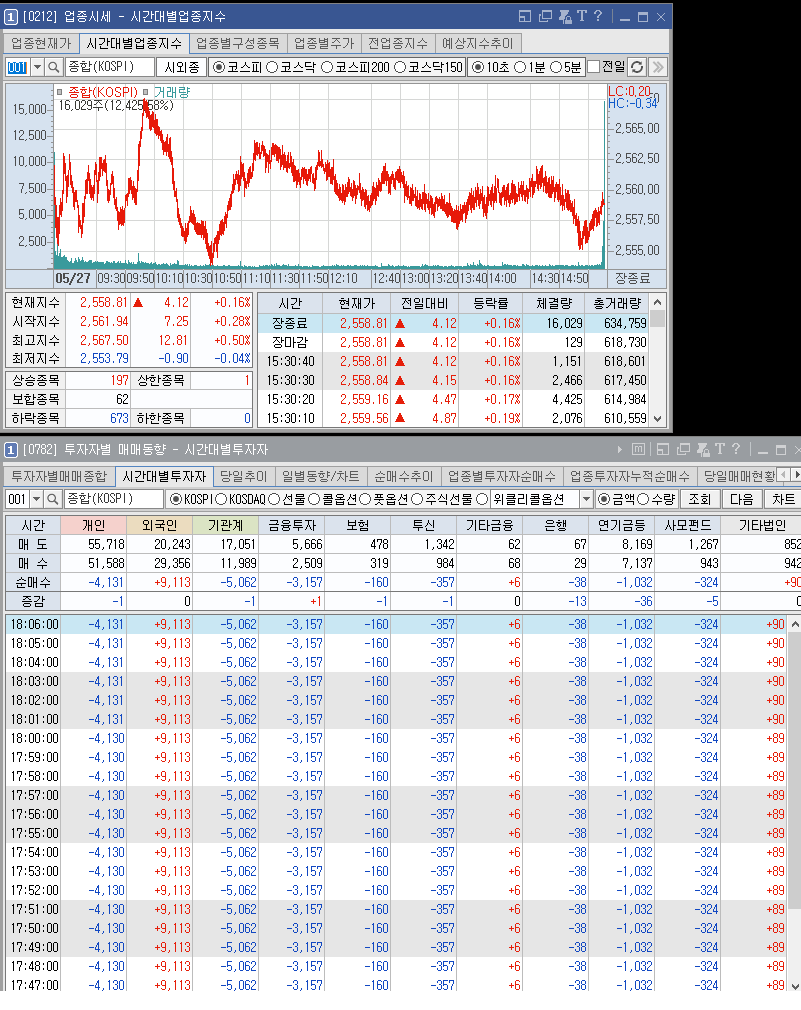 1 [0212] 업종시세 - 시간대별업종지수 T ?
업종현재가 시간대별업종지수 업종별구성종목 업종별주가 전업종지수 예상지수추이
001 종합(KOSPI) 시외종 코스피 코스닥 코스피200 코스닥150 10초 1분 5분 전일
종합(KOSPI) 거래량 LC:0,20
16,029주(12,425,58%) HC:-0,34
15,000 2,565,00
12,500 2,562,50
10,000 2,560,00
7,500 2,557,50
5,000 2,555,00
2,500
05/27 09:30 09:50 10:10 10:30 10:50 11:10 11:30 11:50 12:10 12:40 13:00 13:20 13:40 14:00 14:30 14:50 장종료
현재지수 2,558.81 ▲ 4.12 +0.16%
시작지수 2,561.94 7.25 +0.28%
최고지수 2,567.50 12.81 +0.50%
최저지수 2,553.79 -0.90 -0.04%
상승종목 197 상한종목 1
보합종목 62
하락종목 673 하한종목 0
시간 현재가 전일대비 등락률 체결량 총거래량
장종료 2,558.81 ▲ 4.12 +0.16% 16,029 634,759
장마감 2,558.81 ▲ 4.12 +0.16% 129 618,730
15:30:40 2,558.81 ▲ 4.12 +0.16% 1,151 618,601
15:30:30 2,558.84 ▲ 4.15 +0.16% 2,466 617,450
15:30:20 2,559.16 ▲ 4.47 +0.17% 4,425 614,984
15:30:10 2,559.56 ▲ 4.87 +0.19% 2,076 610,559
1 [0782] 투자자별 매매동향 - 시간대별투자자 T ?
투자자별매매종합 시간대별투자자 당일추이 일별동향/차트 순매수추이 업종별투자자순매수 업종투자자누적순매수 당일매매현황
001 종합(KOSPI) KOSPI KOSDAQ 선물 콜옵션 풋옵션 주식선물 위클리콜옵션 금액 수량 조회 다음 차트
시간 개인 외국인 기관계 금융투자 보험 투신 기타금융 은행 연기금등 사모펀드 기타법인
매 도 55,718 20,243 17,051 5,666 478 1,342 62 67 8,169 1,267 852
매 수 51,588 29,356 11,989 2,509 319 984 68 29 7,137 943 942
순매수 -4,131 +9,113 -5,062 -3,157 -160 -357 +6 -38 -1,032 -324 +90
증감 -1 0 -1 +1 -1 -1 0 -13 -36 -5 0
18:06:00 -4,131 +9,113 -5,062 -3,157 -160 -357 +6 -38 -1,032 -324 +90
18:05:00 -4,131 +9,113 -5,062 -3,157 -160 -357 +6 -38 -1,032 -324 +90
18:04:00 -4,131 +9,113 -5,062 -3,157 -160 -357 +6 -38 -1,032 -324 +90
18:03:00 -4,131 +9,113 -5,062 -3,157 -160 -357 +6 -38 -1,032 -324 +90
18:02:00 -4,131 +9,113 -5,062 -3,157 -160 -357 +6 -38 -1,032 -324 +90
18:01:00 -4,131 +9,113 -5,062 -3,157 -160 -357 +6 -38 -1,032 -324 +90
18:00:00 -4,130 +9,113 -5,062 -3,157 -160 -357 +6 -38 -1,032 -324 +89
17:59:00 -4,130 +9,113 -5,062 -3,157 -160 -357 +6 -38 -1,032 -324 +89
17:58:00 -4,130 +9,113 -5,062 -3,157 -160 -357 +6 -38 -1,032 -324 +89
17:57:00 -4,130 +9,113 -5,062 -3,157 -160 -357 +6 -38 -1,032 -324 +89
17:56:00 -4,130 +9,113 -5,062 -3,157 -160 -357 +6 -38 -1,032 -324 +89
17:55:00 -4,130 +9,113 -5,062 -3,157 -160 -357 +6 -38 -1,032 -324 +89
17:54:00 -4,130 +9,113 -5,062 -3,157 -160 -357 +6 -38 -1,032 -324 +89
17:53:00 -4,130 +9,113 -5,062 -3,157 -160 -357 +6 -38 -1,032 -324 +89
17:52:00 -4,130 +9,113 -5,062 -3,157 -160 -357 +6 -38 -1,032 -324 +89
17:51:00 -4,130 +9,113 -5,062 -3,157 -160 -357 +6 -38 -1,032 -324 +89
17:50:00 -4,130 +9,113 -5,062 -3,157 -160 -357 +6 -38 -1,032 -324 +89
17:49:00 -4,130 +9,113 -5,062 -3,157 -160 -357 +6 -38 -1,032 -324 +89
17:48:00 -4,130 +9,113 -5,062 -3,157 -160 -357 +6 -38 -1,032 -324 +89
17:47:00 -4,130 +9,113 -5,062 -3,157 -160 -357 +6 -38 -1,032 -324 +89